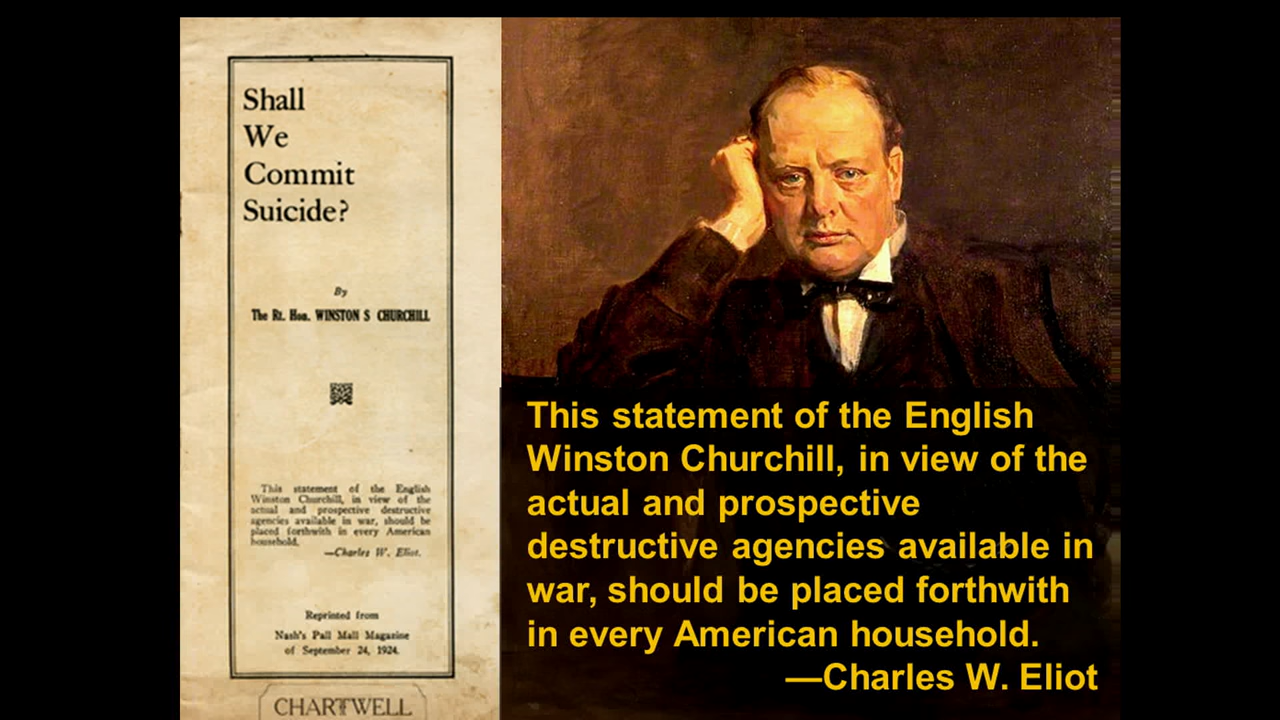 Shall
We
Commit
Suicide?
By
The Rt. Hon. WINSTON S CHURCHILL
This statement of the English
Winston Churchill, in view of the
actual and prospective destructive
agencies available in war, should be
placed forthwith in every American
household.
—Charles W. Eliot.
Reprinted from
Nash's Pall Mall Magazine
of September 24, 1924.
CHARTWELL
This statement of the English
Winston Churchill, in view of the
actual and prospective
destructive agencies available in
war, should be placed forthwith
in every American household.
—Charles W. Eliot